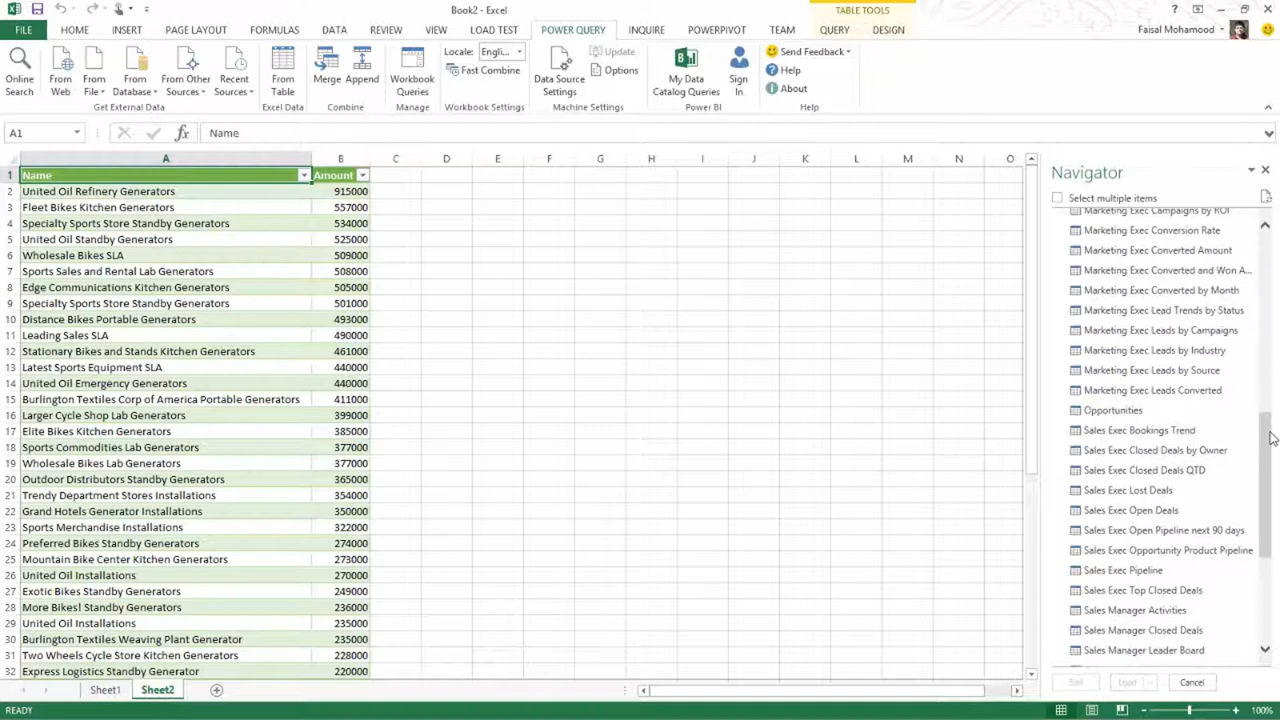 Book2 - Excel
TABLE TOOLS
?
FILE
HOME
INSERT
PAGE LAYOUT
FORMULAS
DATA
REVIEW
VIEW
LOAD TEST
POWER QUERY
INQUIRE
POWERPIVOT
TEAM
QUERY
DESIGN
Faisal Mohamood
Online Search
From Web
From File
From Database
From Other Sources
Recent Sources
From Table
Merge
Append
Workbook Queries
Locale: Engli...
Fast Combine
Data Source Settings
Update
Options
My Data Catalog Queries
Sign In
Send Feedback
Help
About
Get External Data
Excel Data
Combine
Manage
Workbook Settings
Machine Settings
Power BI
Help
A1
fx
Name
A B C D E F G H I J K L M N O
1 Name Amount
2 United Oil Refinery Generators 915000
3 Fleet Bikes Kitchen Generators 557000
4 Specialty Sports Store Standby Generators 534000
5 United Oil Standby Generators 525000
6 Wholesale Bikes SLA 509000
7 Sports Sales and Rental Lab Generators 508000
8 Edge Communications Kitchen Generators 505000
9 Specialty Sports Store Standby Generators 501000
10 Distance Bikes Portable Generators 493000
11 Leading Sales SLA 490000
12 Stationary Bikes and Stands Kitchen Generators 461000
13 Latest Sports Equipment SLA 440000
14 United Oil Emergency Generators 440000
15 Burlington Textiles Corp of America Portable Generators 411000
16 Larger Cycle Shop Lab Generators 399000
17 Elite Bikes Kitchen Generators 385000
18 Sports Commodities Lab Generators 377000
19 Wholesale Bikes Lab Generators 377000
20 Outdoor Distributors Standby Generators 365000
21 Trendy Department Stores Installations 354000
22 Grand Hotels Generator Installations 350000
23 Sports Merchandise Installations 322000
24 Preferred Bikes Standby Generators 274000
25 Mountain Bike Center Kitchen Generators 273000
26 United Oil Installations 270000
27 Exotic Bikes Standby Generators 249000
28 More Bikes! Standby Generators 236000
29 United Oil Installations 235000
30 Burlington Textiles Weaving Plant Generator 235000
31 Two Wheels Cycle Store Kitchen Generators 228000
32 Express Logistics Standby Generator 220000
Navigator
Select multiple items
Marketing Exec Campaigns by ROI
Marketing Exec Conversion Rate
Marketing Exec Converted Amount
Marketing Exec Converted and Won A...
Marketing Exec Converted by Month
Marketing Exec Lead Trends by Status
Marketing Exec Leads by Campaigns
Marketing Exec Leads by Industry
Marketing Exec Leads by Source
Marketing Exec Leads Converted
Opportunities
Sales Exec Bookings Trend
Sales Exec Closed Deals by Owner
Sales Exec Closed Deals QTD
Sales Exec Lost Deals
Sales Exec Open Deals
Sales Exec Open Pipeline next 90 days
Sales Exec Opportunity Product Pipeline
Sales Exec Pipeline
Sales Exec Top Closed Deals
Sales Manager Activities
Sales Manager Closed Deals
Sales Manager Leader Board
Edit
Load
Cancel
Sheet1
Sheet2
READY
100%